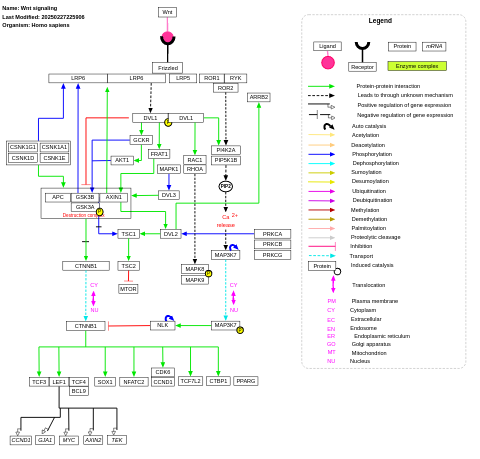 Name: Wnt signaling
Last Modified: 20250227225906
Organism: Homo sapiens
Wnt
Frizzled
LRP6
LRP6
LRP5
ROR1
RYK
ROR2
ARRB2
DVL1
DVL1
P
GCKR
FRAT1
AKT1
CSNK1G1
CSNK1A1
CSNK1D
CSNK1E
PI4K2A
PIP5K1B
RAC1
RHOA
MAPK1
PIP2
APC
GSK3B
AXIN1
GSK3A
P
Destruction complex
DVL3
Ca 2+
release
TSC1
DVL2
PRKCA
PRKCB
PRKCG
MAP3K7
CTNNB1
TSC2
MAPK8
P
MAPK9
MTOR
CY
NU
CY
NU
CTNNB1
NLK
MAP3K7
P
TCF3
LEF1
TCF4
BCL9
SOX1
NFATC2
CDK6
CCND1
TCF7L2
CTBP1
PPARG
CCND1
GJA1
MYC
AXIN2
TEK
Legend
Ligand
Receptor
Protein
mRNA
Enzyme complex
Protein-protein interaction
Leads to through unknown mechanism
Positive regulation of gene expression
Negative regulation of gene expression
Auto catalysis
Acetylation
Deacetylation
Phosphorylation
Dephosphorylation
Sumoylation
Desumoylation
Ubiquitination
Deubiquitination
Methylation
Demethylation
Palmitoylation
Proteolytic cleavage
Inhibition
Transport
Protein
Induced catalysis
Translocation
PM Plasma membrane
CY Cytoplasm
EC Extracellular
EN Endosome
ER Endoplasmic reticulum
GO Golgi apparatus
MT Mitochondrion
NU Nucleus